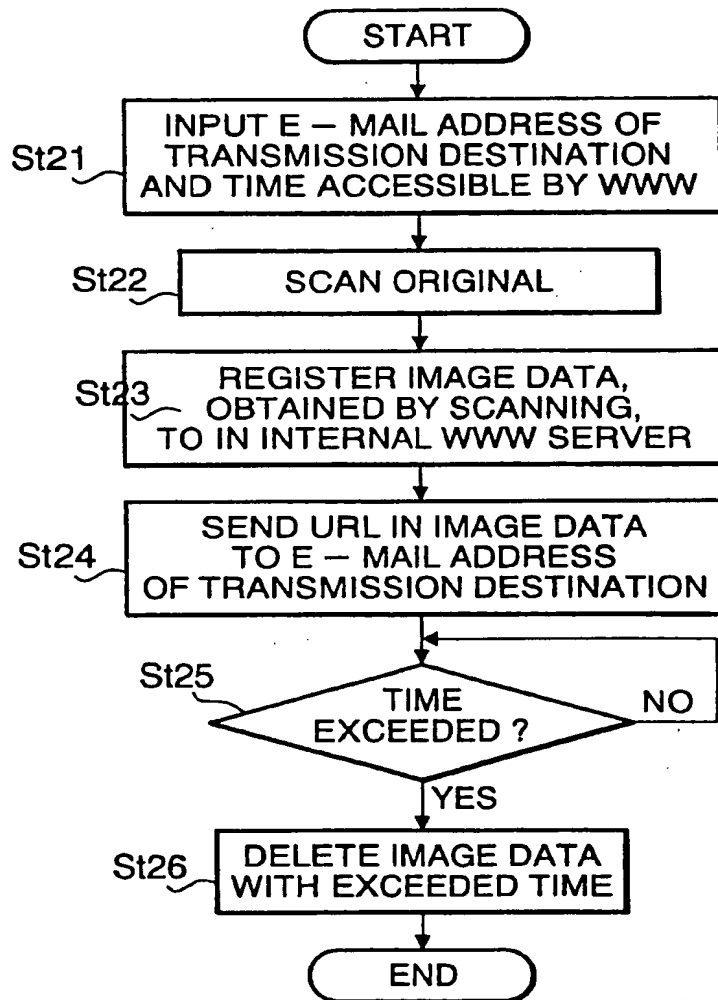 START
St21
INPUT E – MAIL ADDRESS OF
TRANSMISSION DESTINATION
AND TIME ACCESSIBLE BY WWW
St22
SCAN ORIGINAL
St23
REGISTER IMAGE DATA,
OBTAINED BY SCANNING,
TO IN INTERNAL WWW SERVER
St24
SEND URL IN IMAGE DATA
TO E – MAIL ADDRESS
OF TRANSMISSION DESTINATION
St25
TIME
EXCEEDED ?
NO
YES
St26
DELETE IMAGE DATA
WITH EXCEEDED TIME
END